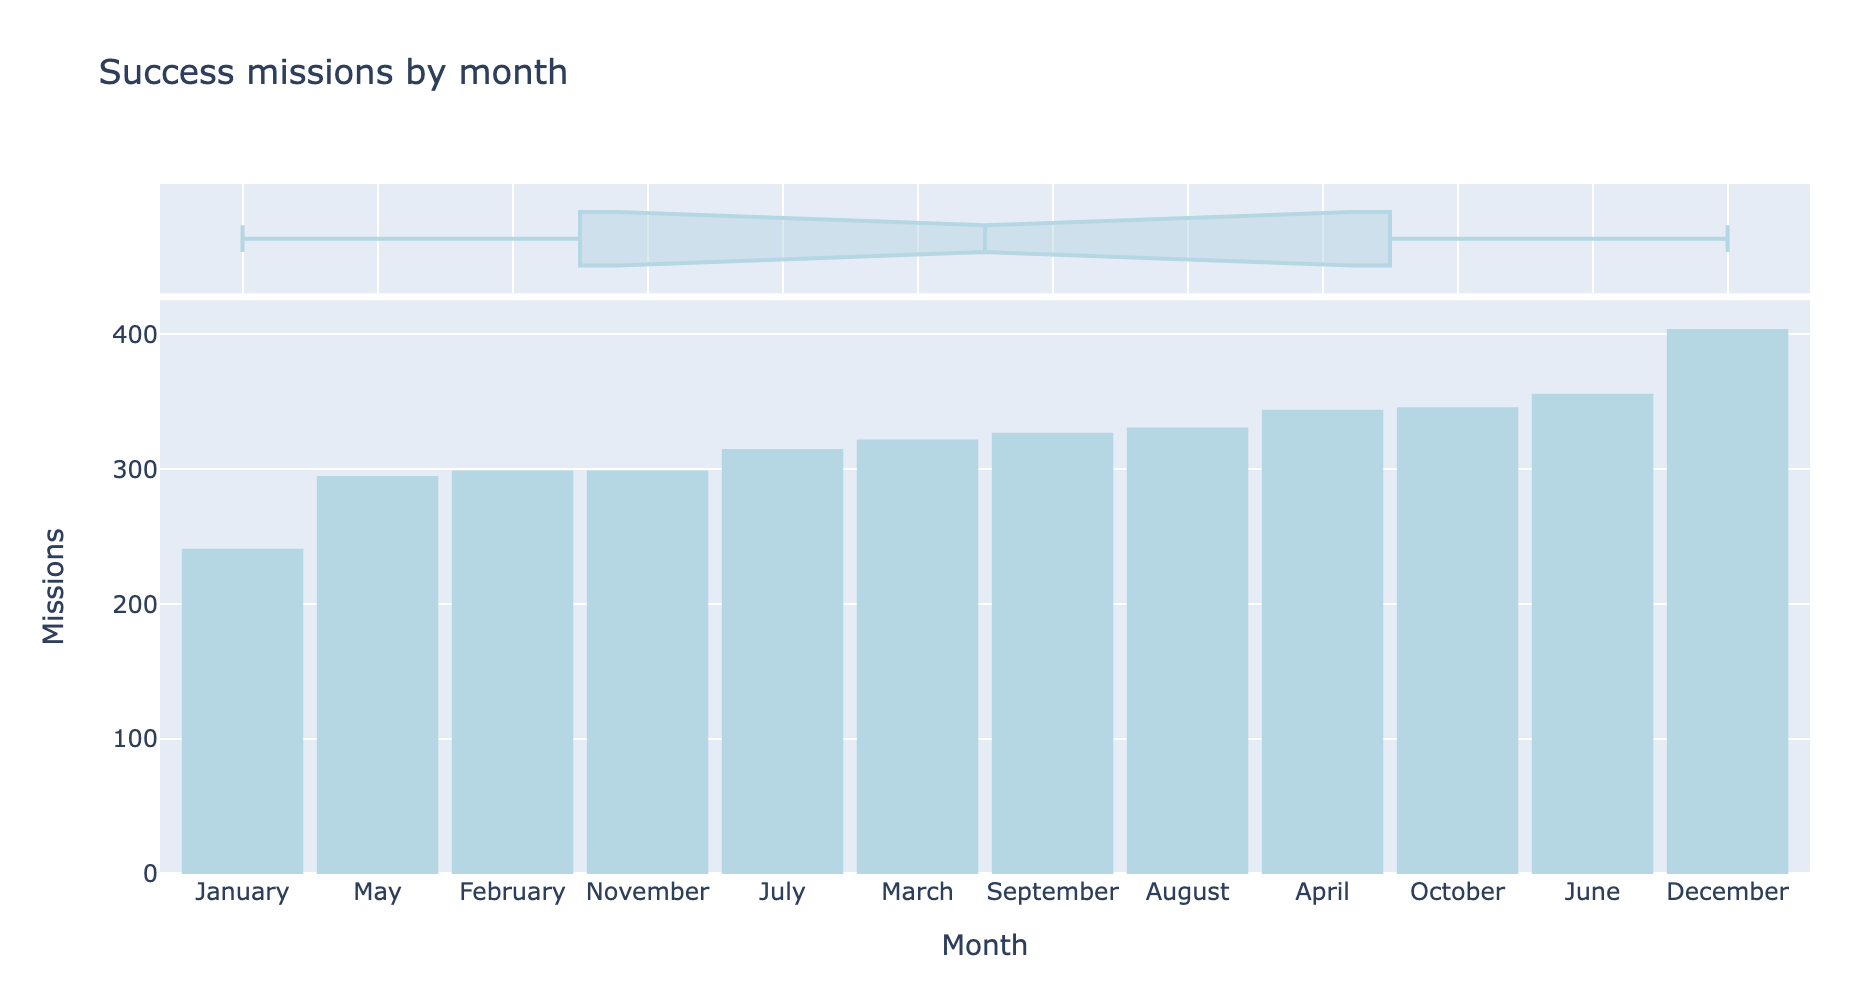 Success missions by month
400
300
200
100
0
Missions
January May February November July March September August April October June December
Month